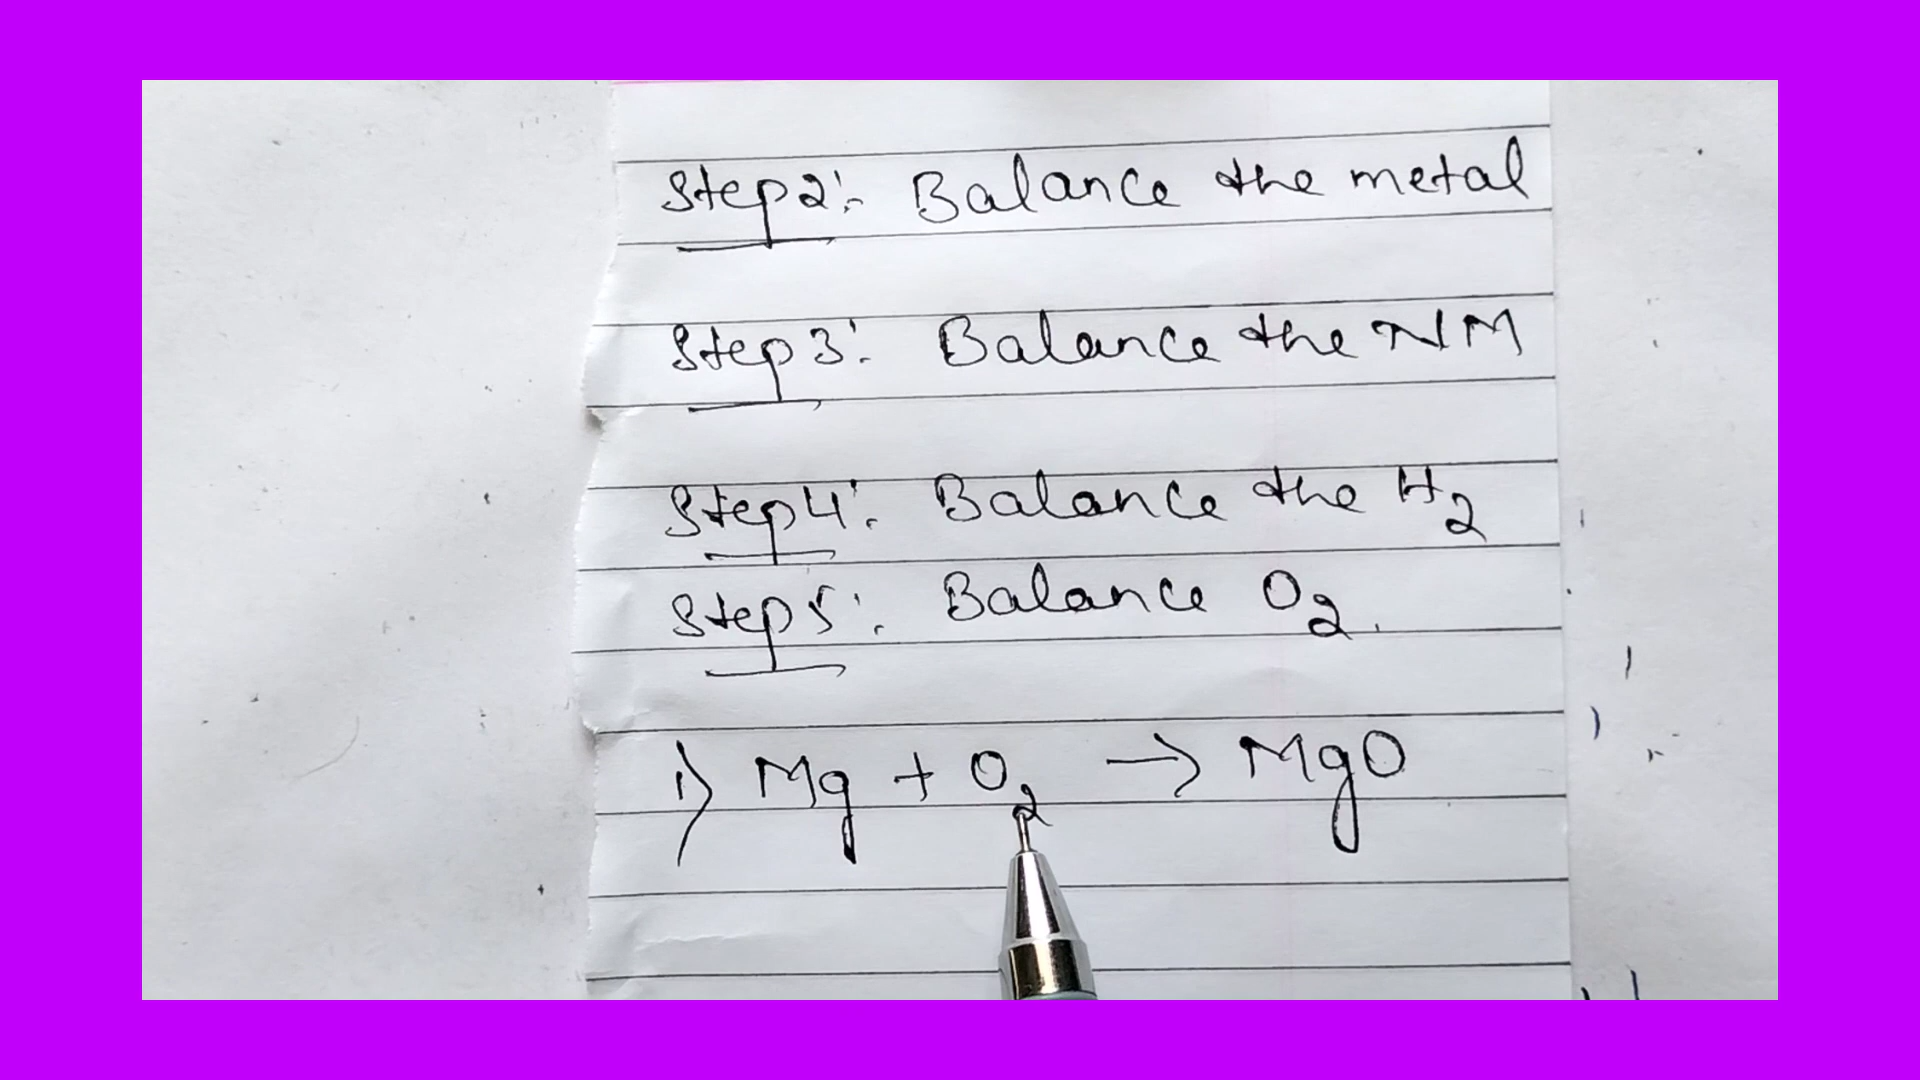 Step2:- Balance the metal
Step3:. Balance the NM
Step4:. Balance the H₂
Step5:. Balance O₂.
1) Mg + O₂ → MgO